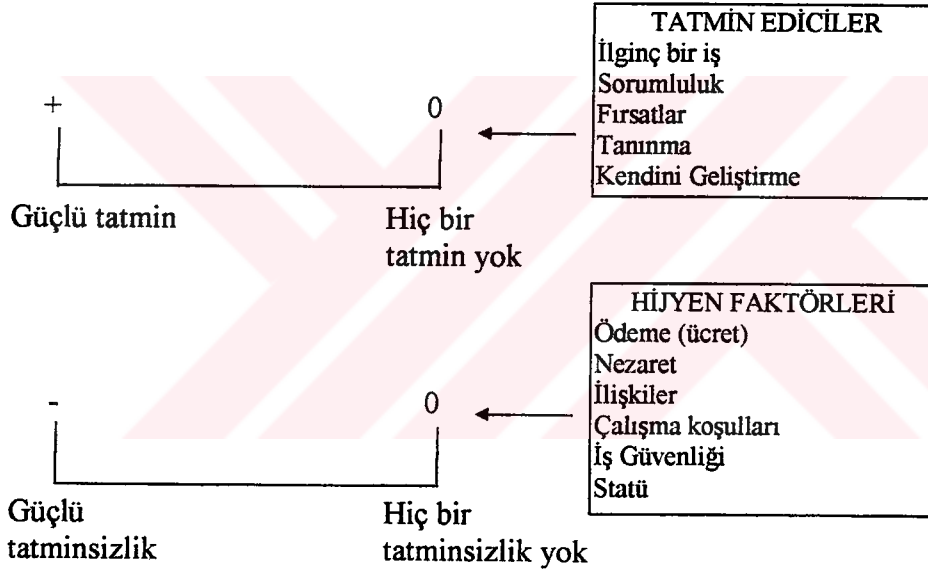 TATMİN EDİCİLER
İlginç bir iş
Sorumluluk
Fırsatlar
Tanınma
Kendini Geliştirme
+ 0
Güçlü tatmin Hiç bir
tatmin yok
HİJYEN FAKTÖRLERİ
Ödeme (ücret)
Nezaret
İlişkiler
Çalışma koşulları
İş Güvenliği
Statü
- 0
Güçlü Hiç bir
tatminsizlik tatminsizlik yok